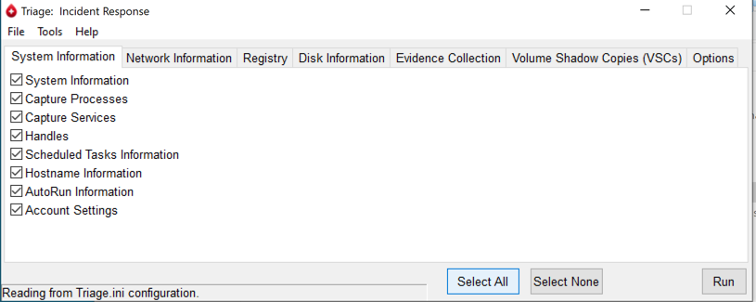 Triage: Incident Response
File Tools Help
System Information Network Information Registry Disk Information Evidence Collection Volume Shadow Copies (VSCs) Options
System Information
Capture Processes
Capture Services
Handles
Scheduled Tasks Information
Hostname Information
AutoRun Information
Account Settings
Select All Select None Run
Reading from Triage.ini configuration.